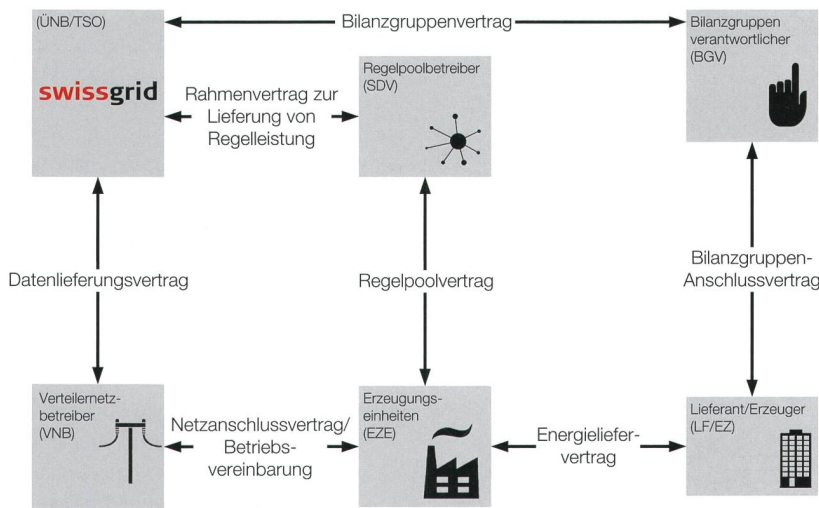 (ÜNB/TSO)
swissgrid
Bilanzgruppenvertrag
Bilanzgruppen
verantwortlicher
(BGV)
Regelpoolbetreiber
(SDV)
Rahmenvertrag zur
Lieferung von
Regelleistung
Datenlieferungsvertrag
Regelpoolvertrag
Bilanzgruppen-
Anschlussvertrag
Verteilernetz-
betreiber
(VNB)
Netzanschlussvertrag/
Betriebs-
vereinbarung
Erzeugungs-
einheiten
(EZE)
Energieliefer-
vertrag
Lieferant/Erzeuger
(LF/EZ)